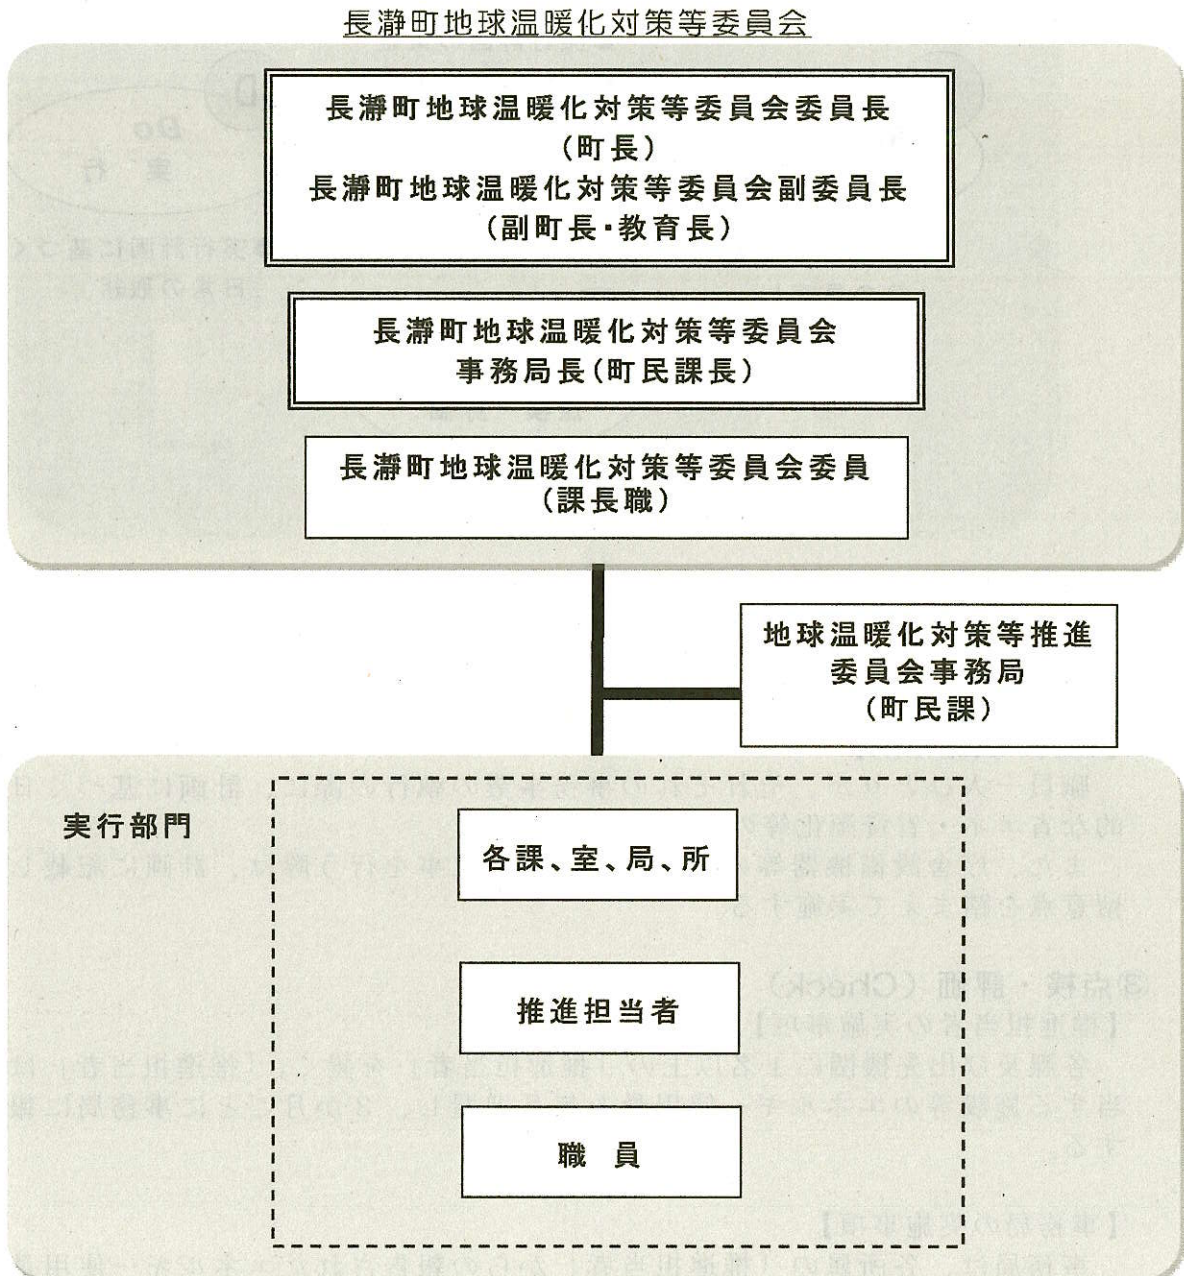 長瀞町地球温暖化対策等委員会
長瀞町地球温暖化対策等委員会委員長
(町長)
長瀞町地球温暖化対策等委員会副委員長
(副町長・教育長)
長瀞町地球温暖化対策等委員会
事務局長(町民課長)
長瀞町地球温暖化対策等委員会委員
(課長職)
地球温暖化対策等推進
委員会事務局
(町民課)
実行部門
各課、室、局、所
推進担当者
職 員